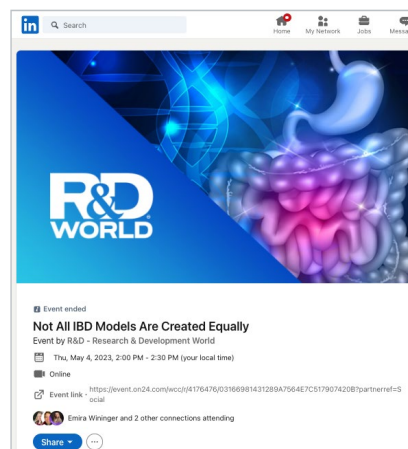 in
Search
Home
My Network
Jobs
R&D
WORLD
Event ended
Not All IBD Models Are Created Equally
Event by R&D - Research & Development World
Thu, May 4, 2023, 2:00 PM - 2:30 PM (your local time)
Online
Event link · https://event.on24.com/wcc/r/4176476/03166981431289A7564E7C517907420B?partnerref=S
ocial
Emira Wininger and 2 other connections attending
Share